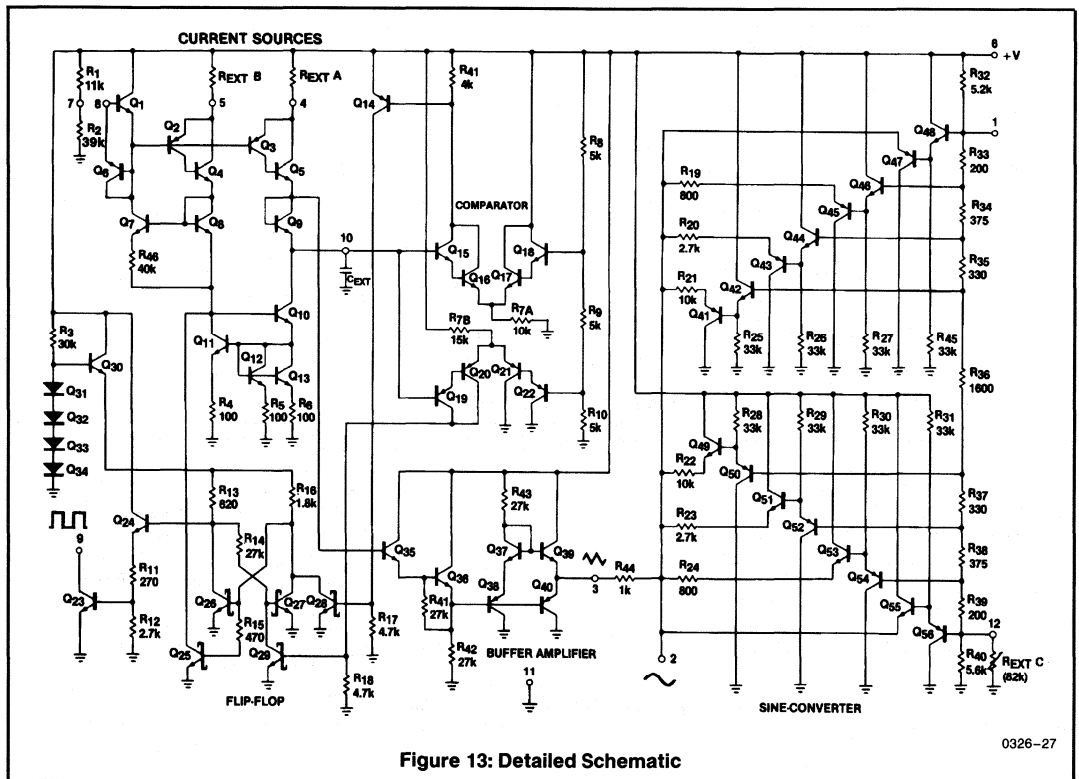 CURRENT SOURCES
R1
11k
7
R2
39k
8
Q1
REXT B
5
REXT A
4
Q2
Q3
Q4
Q5
Q6
Q7
Q8
Q9
R46
40k
Q14
R41
4k
R8
5k
COMPARATOR
10
CEXT
Q15
Q16
Q17
Q18
R7A
10k
R7B
15k
R9
5k
Q10
Q11
Q12
Q13
R4
100
R5
100
R6
100
Q19
Q20
Q21
Q22
R10
5k
R3
30k
Q30
Q31
Q32
Q33
Q34
9
Q24
R11
270
Q23
R12
2.7k
R13
620
R14
27k
R16
1.8k
Q26
Q27
Q28
R15
470
Q25
Q29
R17
4.7k
R18
4.7k
FLIP-FLOP
Q35
Q36
R41
27k
R42
27k
R43
27k
Q37
Q38
Q39
Q40
3
R44
1k
BUFFER AMPLIFIER
11
2
6
+V
R32
5.2k
1
Q48
Q47
R33
200
Q46
R34
375
R19
800
Q45
Q44
R20
2.7k
R35
330
Q43
Q42
R21
10k
Q41
R25
33k
R26
33k
R27
33k
R45
33k
R36
1600
R28
33k
R29
33k
R30
33k
R31
33k
Q49
R22
10k
Q50
R37
330
Q51
R23
2.7k
Q52
R38
375
Q53
R24
800
Q54
R39
200
Q55
Q56
12
R40
5.6k
REXT C
(82k)
SINE-CONVERTER
0326–27
Figure 13: Detailed Schematic